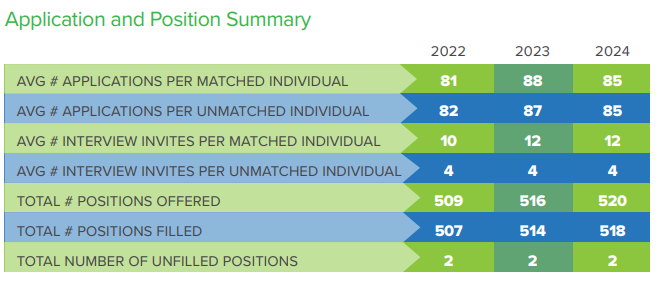 Application and Position Summary
2022 2023 2024
AVG # APPLICATIONS PER MATCHED INDIVIDUAL 81 88 85
AVG # APPLICATIONS PER UNMATCHED INDIVIDUAL 82 87 85
AVG # INTERVIEW INVITES PER MATCHED INDIVIDUAL 10 12 12
AVG # INTERVIEW INVITES PER UNMATCHED INDIVIDUAL 4 4 4
TOTAL # POSITIONS OFFERED 509 516 520
TOTAL # POSITIONS FILLED 507 514 518
TOTAL NUMBER OF UNFILLED POSITIONS 2 2 2